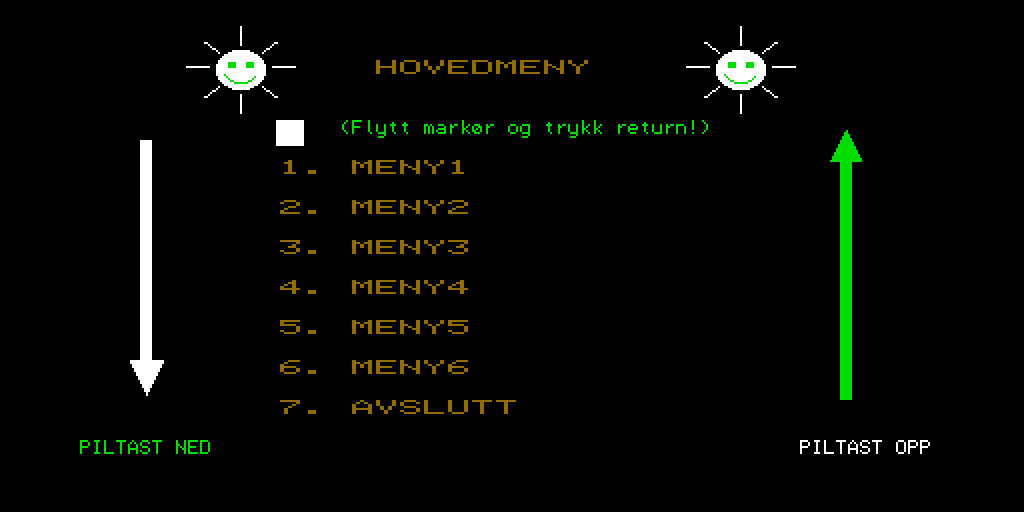 HOVEDMENY
(Flytt markør og trykk return!)
1. MENY1
2. MENY2
3. MENY3
4. MENY4
5. MENY5
6. MENY6
7. AVSLUTT
PILTAST NED
PILTAST OPP